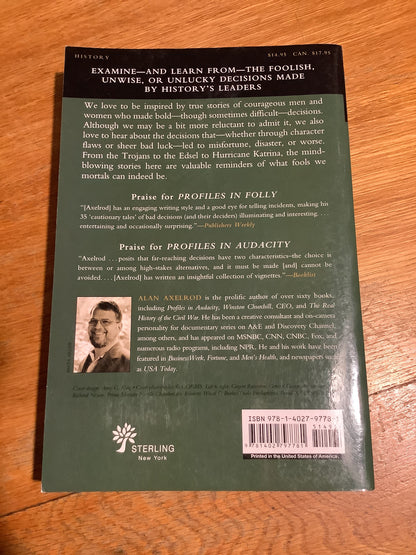 HISTORY $14.95 CAN. $17.95
EXAMINE—AND LEARN FROM—THE FOOLISH,
UNWISE, OR UNLUCKY DECISIONS MADE
BY HISTORY'S LEADERS
We love to be inspired by true stories of courageous men and
women who made bold—though sometimes difficult—decisions.
Although we may be a bit more reluctant to admit it, we also
love to hear about the decisions that—whether through character
flaws or sheer bad luck—led to misfortune, disaster, or worse.
From the Trojans to the Edsel to Hurricane Katrina, the mind-
blowing stories here are valuable reminders of what fools we
mortals can indeed be.
Praise for PROFILES IN FOLLY
"[Axelrod] has an engaging writing style and a good eye for telling incidents, making his
35 'cautionary tales' of bad decisions (and their deciders) illuminating and interesting. . . .
entertaining and occasionally surprising."—Publishers Weekly
Praise for PROFILES IN AUDACITY
"Axelrod . . . posits that far-reaching decisions have two characteristics–the choice is
between or among high-stakes alternatives, and it must be made [and] cannot be
avoided. . . . [Axelrod] has written an insightful collection of vignettes."—Booklist
ALAN AXELROD is the prolific author of over sixty books,
including Profiles in Audacity, Winston Churchill, CEO, and The Real
History of the Civil War. He has been a creative consultant and on-camera
personality for documentary series on A&E and Discovery Channel,
among others, and has appeared on MSNBC, CNN, CNBC, Fox, and
numerous radio programs, including NPR. He and his work have been
featured in BusinessWeek, Fortune, and Men's Health, and newspapers such
as USA Today.
STERLING
New York
ISBN 978-1-4027-9778-1
51495
9 781402 797781
Printed in the United States of America